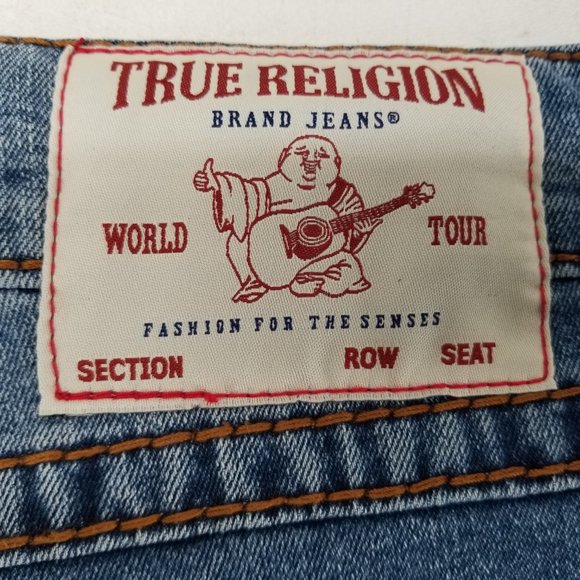 TRUE RELIGION
BRAND JEANS®
WORLD TOUR
FASHION FOR THE SENSES
SECTION ROW SEAT